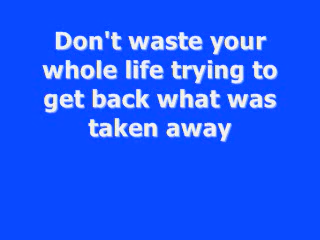 Don't waste your
whole life trying to
get back what was
taken away